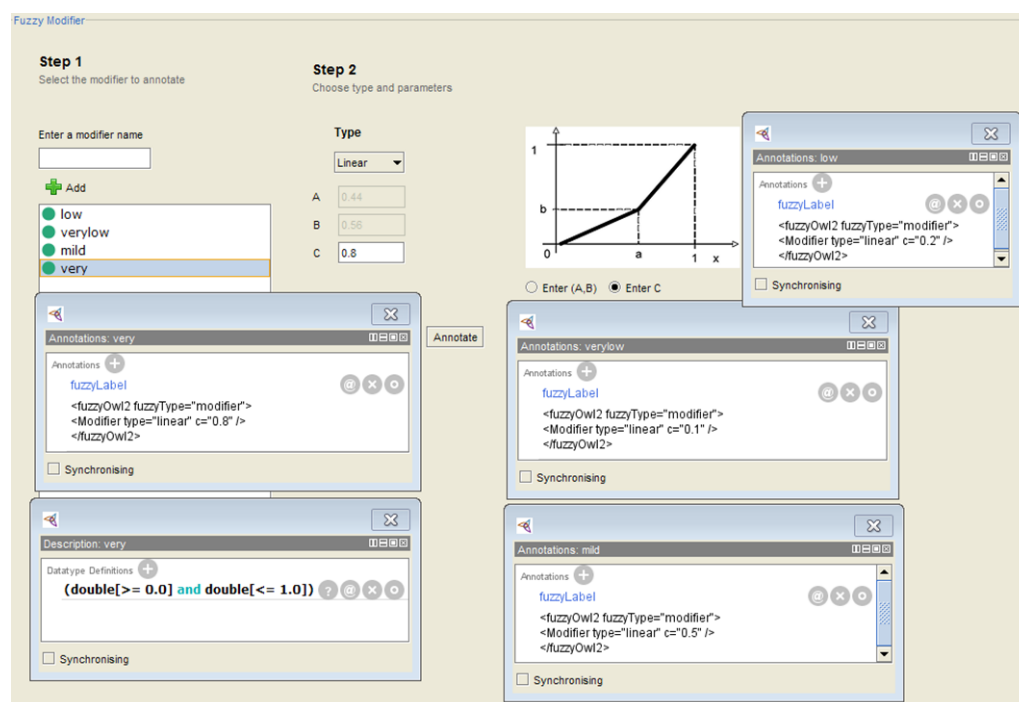 Fuzzy Modifier
Step 1
Select the modifier to annotate
Step 2
Choose type and parameters
Enter a modifier name
Add
low
verylow
mild
very
Type
Linear
A 0.44
B 0.56
C 0.8
1
b
0 a 1 x
Enter (A,B) Enter C
Annotate
Annotations: low
Annotations
fuzzyLabel
<fuzzyOwl2 fuzzyType="modifier">
<Modifier type="linear" c="0.2" />
</fuzzyOwl2>
Synchronising
Annotations: very
Annotations
fuzzyLabel
<fuzzyOwl2 fuzzyType="modifier">
<Modifier type="linear" c="0.8" />
</fuzzyOwl2>
Synchronising
Annotations: verylow
Annotations
fuzzyLabel
<fuzzyOwl2 fuzzyType="modifier">
<Modifier type="linear" c="0.1" />
</fuzzyOwl2>
Synchronising
Description: very
Datatype Definitions
(double[>= 0.0] and double[<= 1.0])
Synchronising
Annotations: mild
Annotations
fuzzyLabel
<fuzzyOwl2 fuzzyType="modifier">
<Modifier type="linear" c="0.5" />
</fuzzyOwl2>
Synchronising